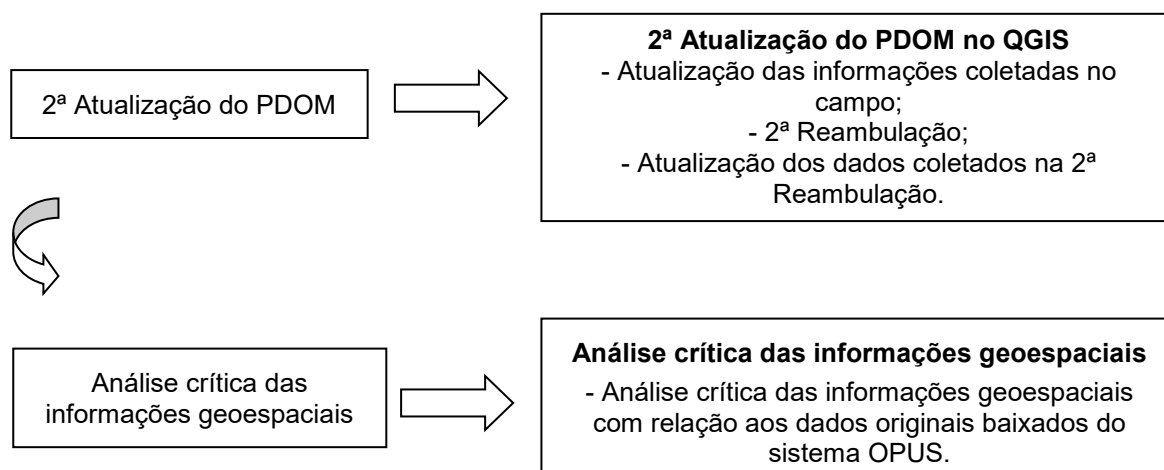 2ª Atualização do PDOM
2ª Atualização do PDOM no QGIS
- Atualização das informações coletadas no
campo;
- 2ª Reambulação;
- Atualização dos dados coletados na 2ª
Reambulação.
Análise crítica das
informações geoespaciais
Análise crítica das informações geoespaciais
- Análise crítica das informações geoespaciais
com relação aos dados originais baixados do
sistema OPUS.